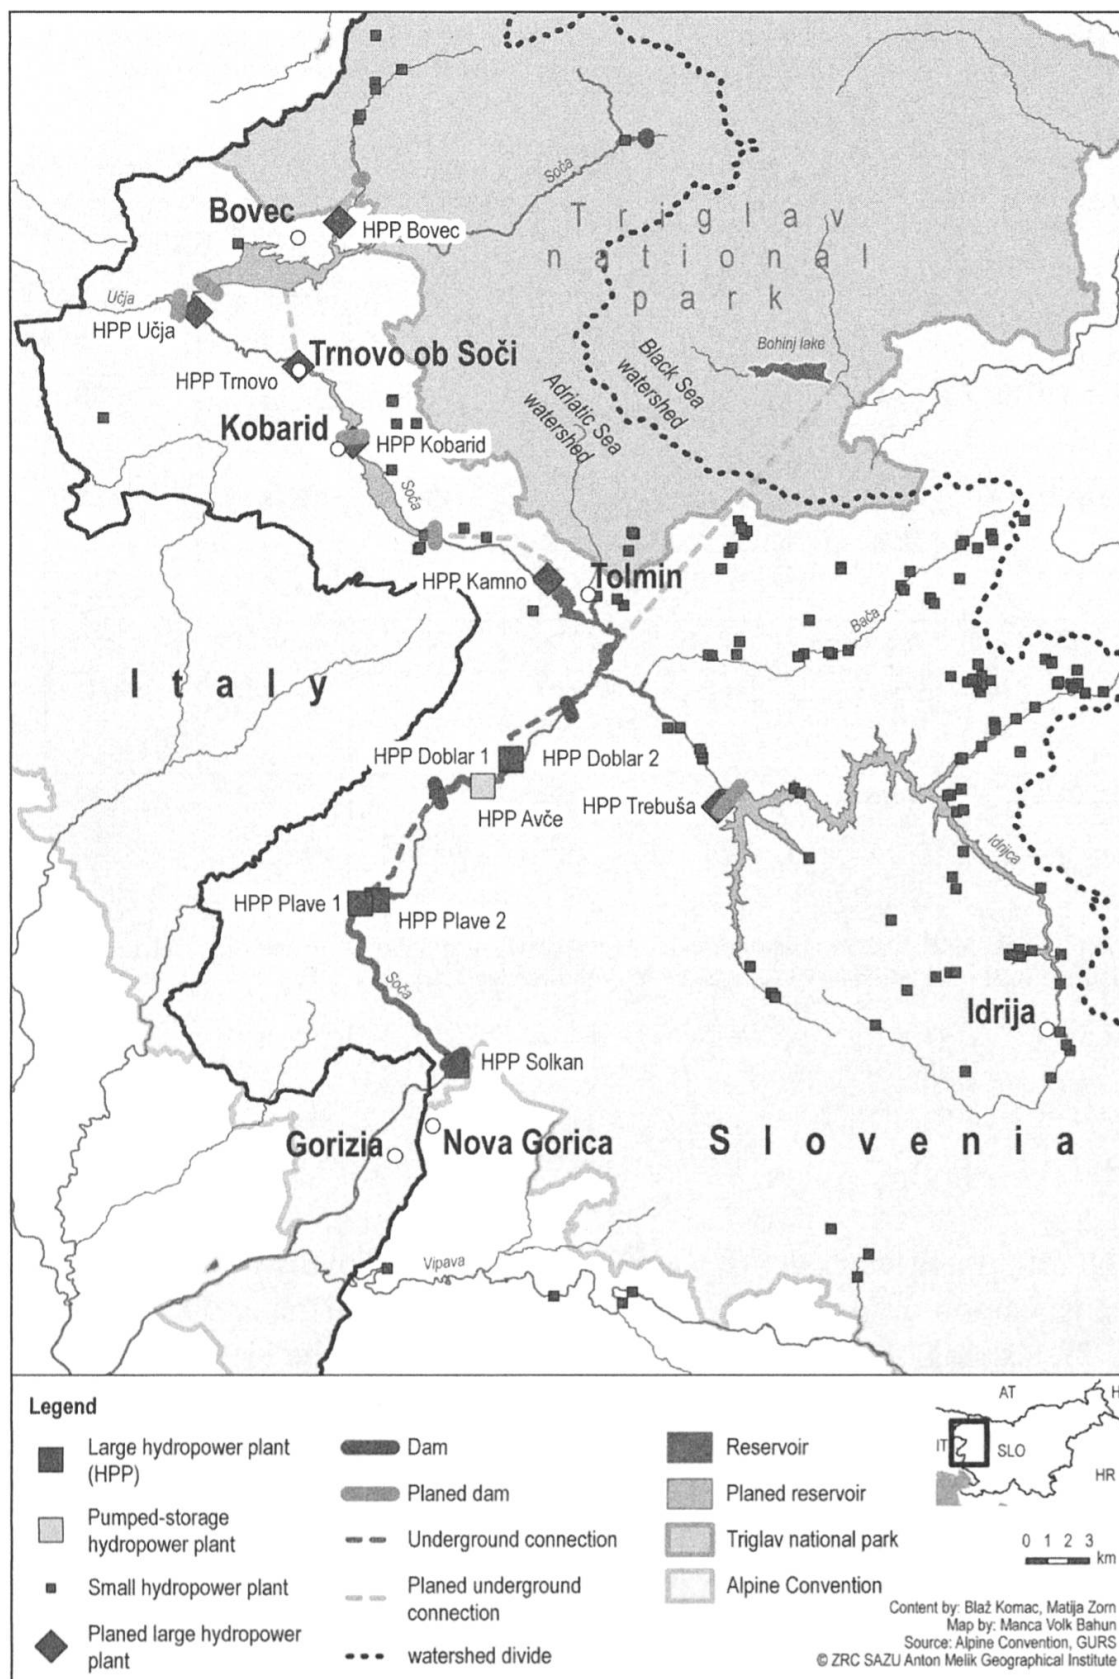 Bovec
HPP Bovec
Soča
Triglav
national
park
Učja
HPP Učja
Trnovo ob Soči
HPP Trnovo
Black Sea
watershed
Adriatic Sea
watershed
Bohinj lake
Kobarid
HPP Kobarid
Soča
HPP Kamno
Tolmin
Bača
Italy
HPP Doblar 1
HPP Doblar 2
HPP Avče
HPP Trebuša
Idrijca
HPP Plave 1
HPP Plave 2
Soča
Idrija
HPP Solkan
Gorizia
Nova Gorica
Slovenia
Vipava
Legend
Large hydropower plant
(HPP)
Pumped-storage
hydropower plant
Small hydropower plant
Planed large hydropower
plant
Dam
Planed dam
Underground connection
Planed underground
connection
watershed divide
Reservoir
Planed reservoir
Triglav national park
Alpine Convention
AT
H
IT
SLO
HR
0 1 2 3
km
Content by: Blaž Komac, Matija Zorn
Map by: Manca Volk Bahun
Source: Alpine Convention, GURS
© ZRC SAZU Anton Melik Geographical Institute